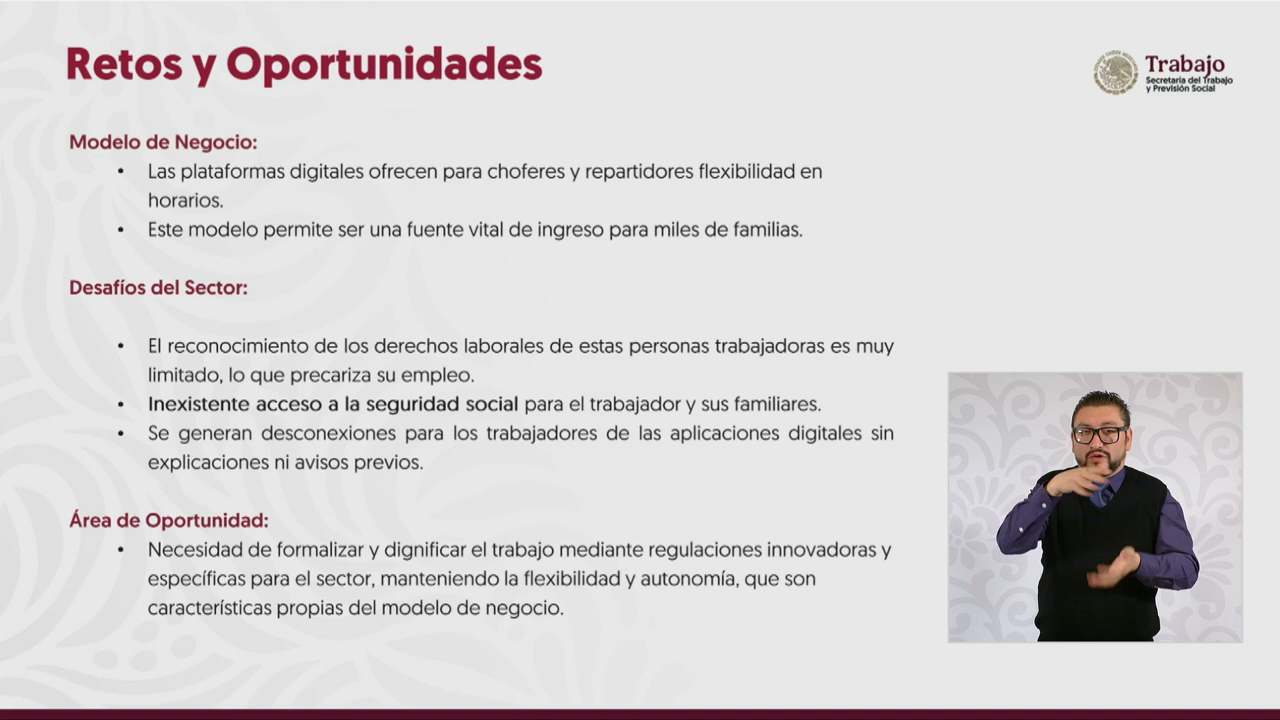 Retos y Oportunidades
Trabajo
Secretaría del Trabajo
y Previsión Social
Modelo de Negocio:
• Las plataformas digitales ofrecen para choferes y repartidores flexibilidad en
horarios.
• Este modelo permite ser una fuente vital de ingreso para miles de familias.
Desafíos del Sector:
• El reconocimiento de los derechos laborales de estas personas trabajadoras es muy
limitado, lo que precariza su empleo.
• Inexistente acceso a la seguridad social para el trabajador y sus familiares.
• Se generan desconexiones para los trabajadores de las aplicaciones digitales sin
explicaciones ni avisos previos.
Área de Oportunidad:
• Necesidad de formalizar y dignificar el trabajo mediante regulaciones innovadoras y
específicas para el sector, manteniendo la flexibilidad y autonomía, que son
características propias del modelo de negocio.